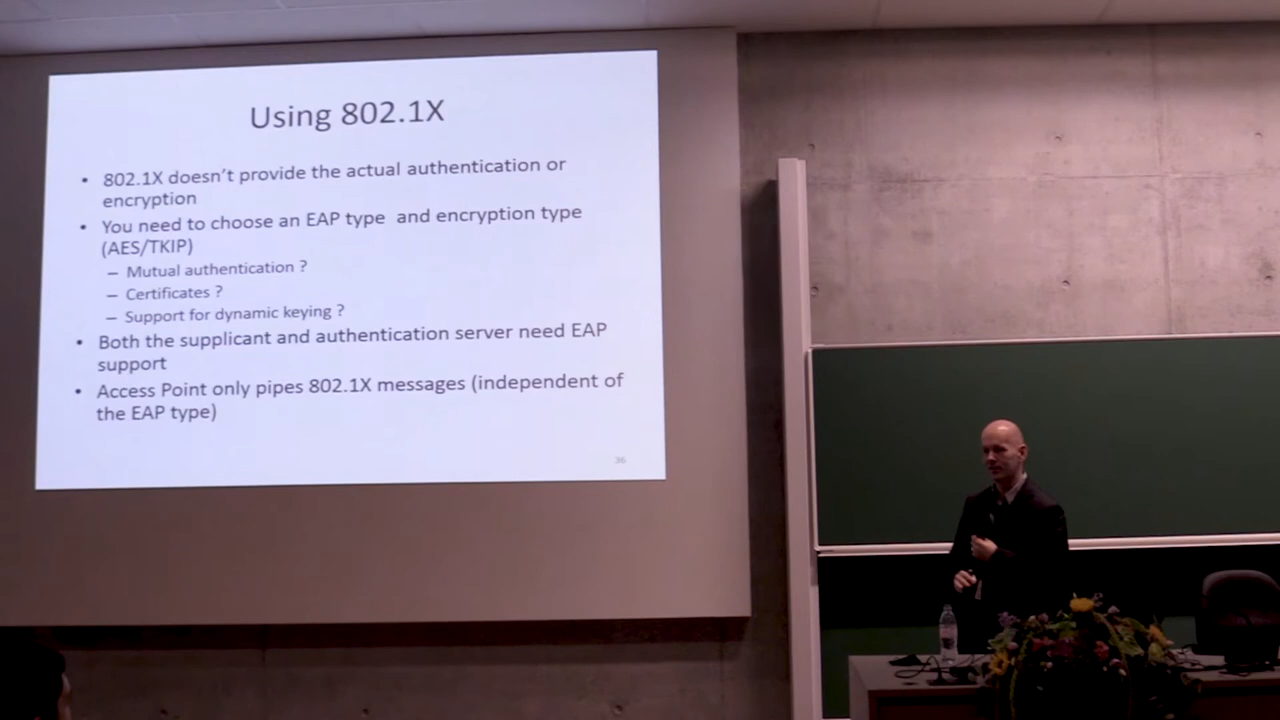 Using 802.1X
• 802.1X doesn't provide the actual authentication or
encryption
• You need to choose an EAP type and encryption type
(AES/TKIP)
– Mutual authentication ?
– Certificates ?
– Support for dynamic keying ?
• Both the supplicant and authentication server need EAP
support
• Access Point only pipes 802.1X messages (independent of
the EAP type)
36